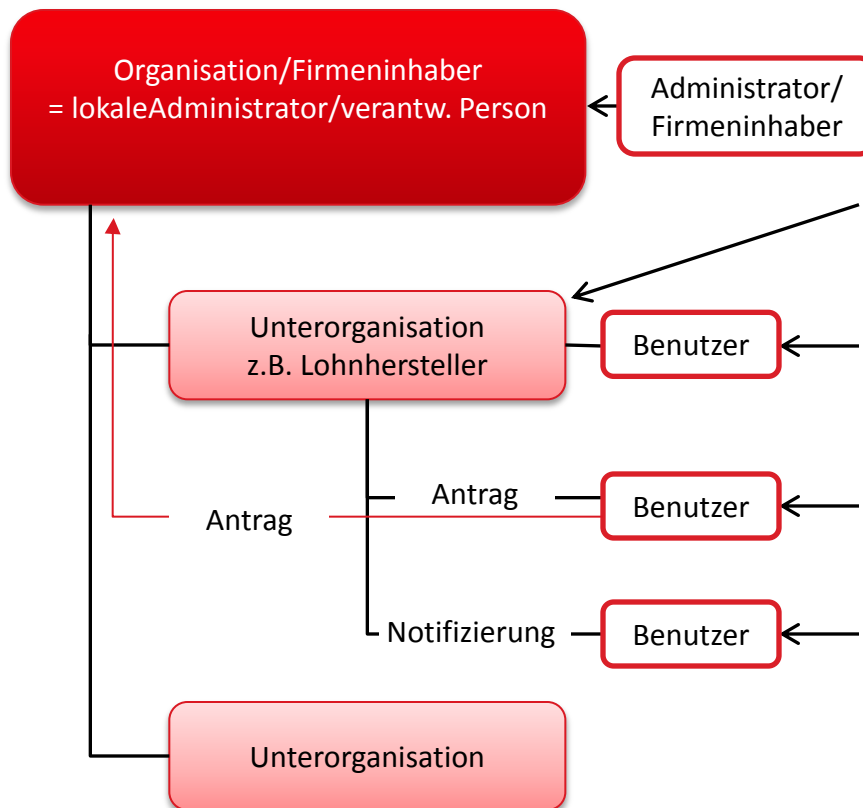 Organisation/Firmeninhaber
= lokaleAdministrator/verantw. Person
Administrator/
Firmeninhaber
Unterorganisation
z.B. Lohnhersteller
Benutzer
Antrag
Benutzer
Antrag
Notifizierung
Benutzer
Unterorganisation